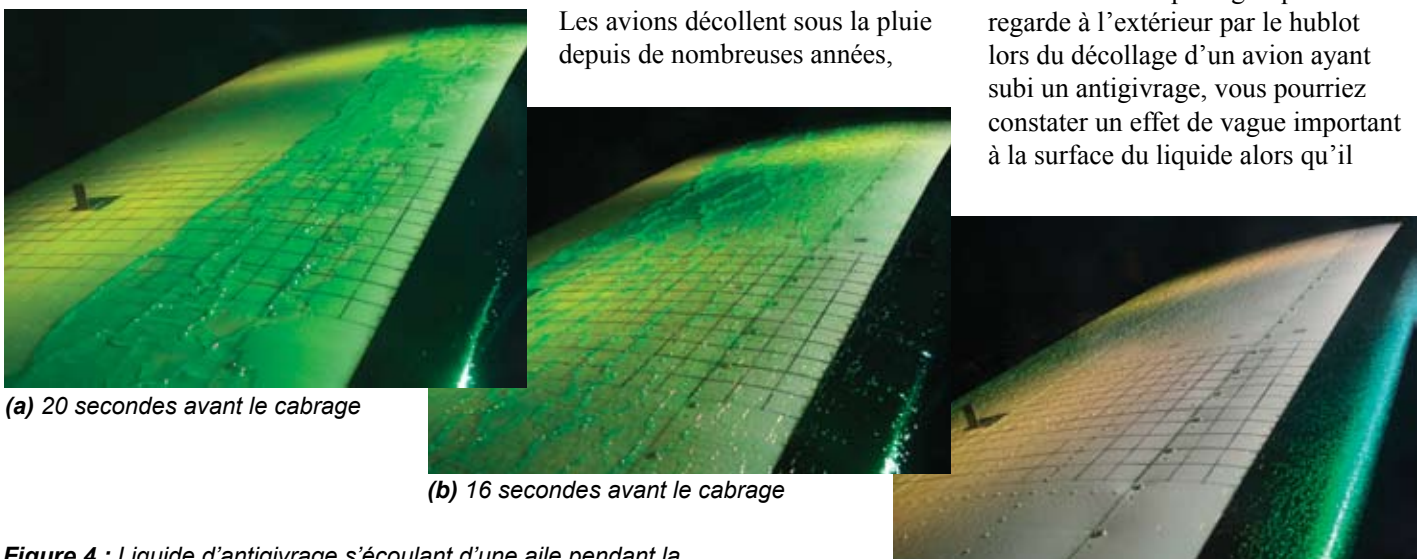 Les avions décollent sous la pluie
depuis de nombreuses années,
regarde à l'extérieur par le hublot
lors du décollage d'un avion ayant
subi un antigivrage, vous pourriez
constater un effet de vague important
à la surface du liquide alors qu'il
(a) 20 secondes avant le cabrage
(b) 16 secondes avant le cabrage
Figure 4 : Liquide d'antigivrage s'écoulant d'une aile pendant la